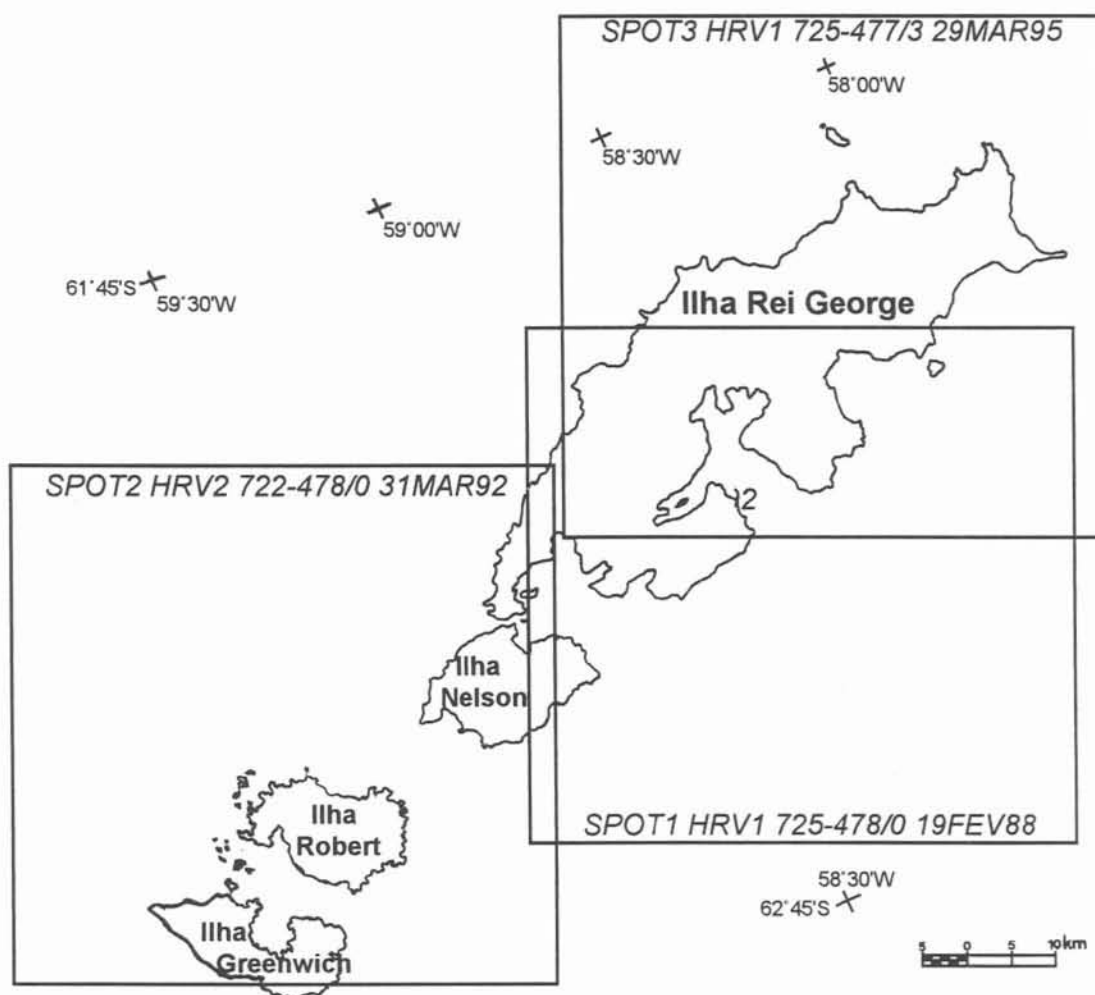 SPOT3 HRV1 725-477/3 29MAR95
58°00'W
58°30'W
59°00'W
61°45'S
59°30'W
Ilha Rei George
SPOT2 HRV2 722-478/0 31MAR92
2
Ilha
Nelson
Ilha
Robert
SPOT1 HRV1 725-478/0 19FEV88
58°30'W
62°45'S
Ilha
Greenwich
5 0 5 10 km